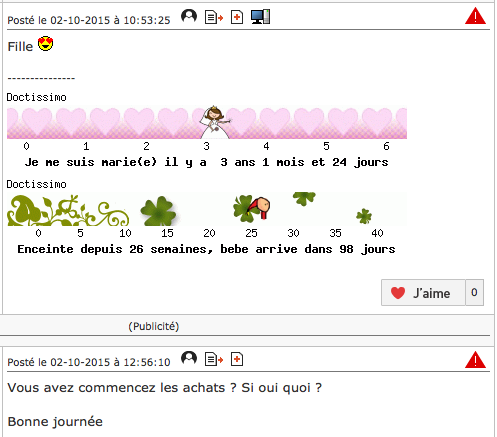 Posté le 02-10-2015 à 10:53:25
Fille
---------------
Doctissimo
0 1 2 3 4 5 6
Je me suis marie(e) il y a 3 ans 1 mois et 24 jours
Doctissimo
0 5 10 15 20 25 30 35 40
Enceinte depuis 26 semaines, bebe arrive dans 98 jours
J'aime 0
(Publicité)
Posté le 02-10-2015 à 12:56:10
Vous avez commencez les achats ? Si oui quoi ?
Bonne journée